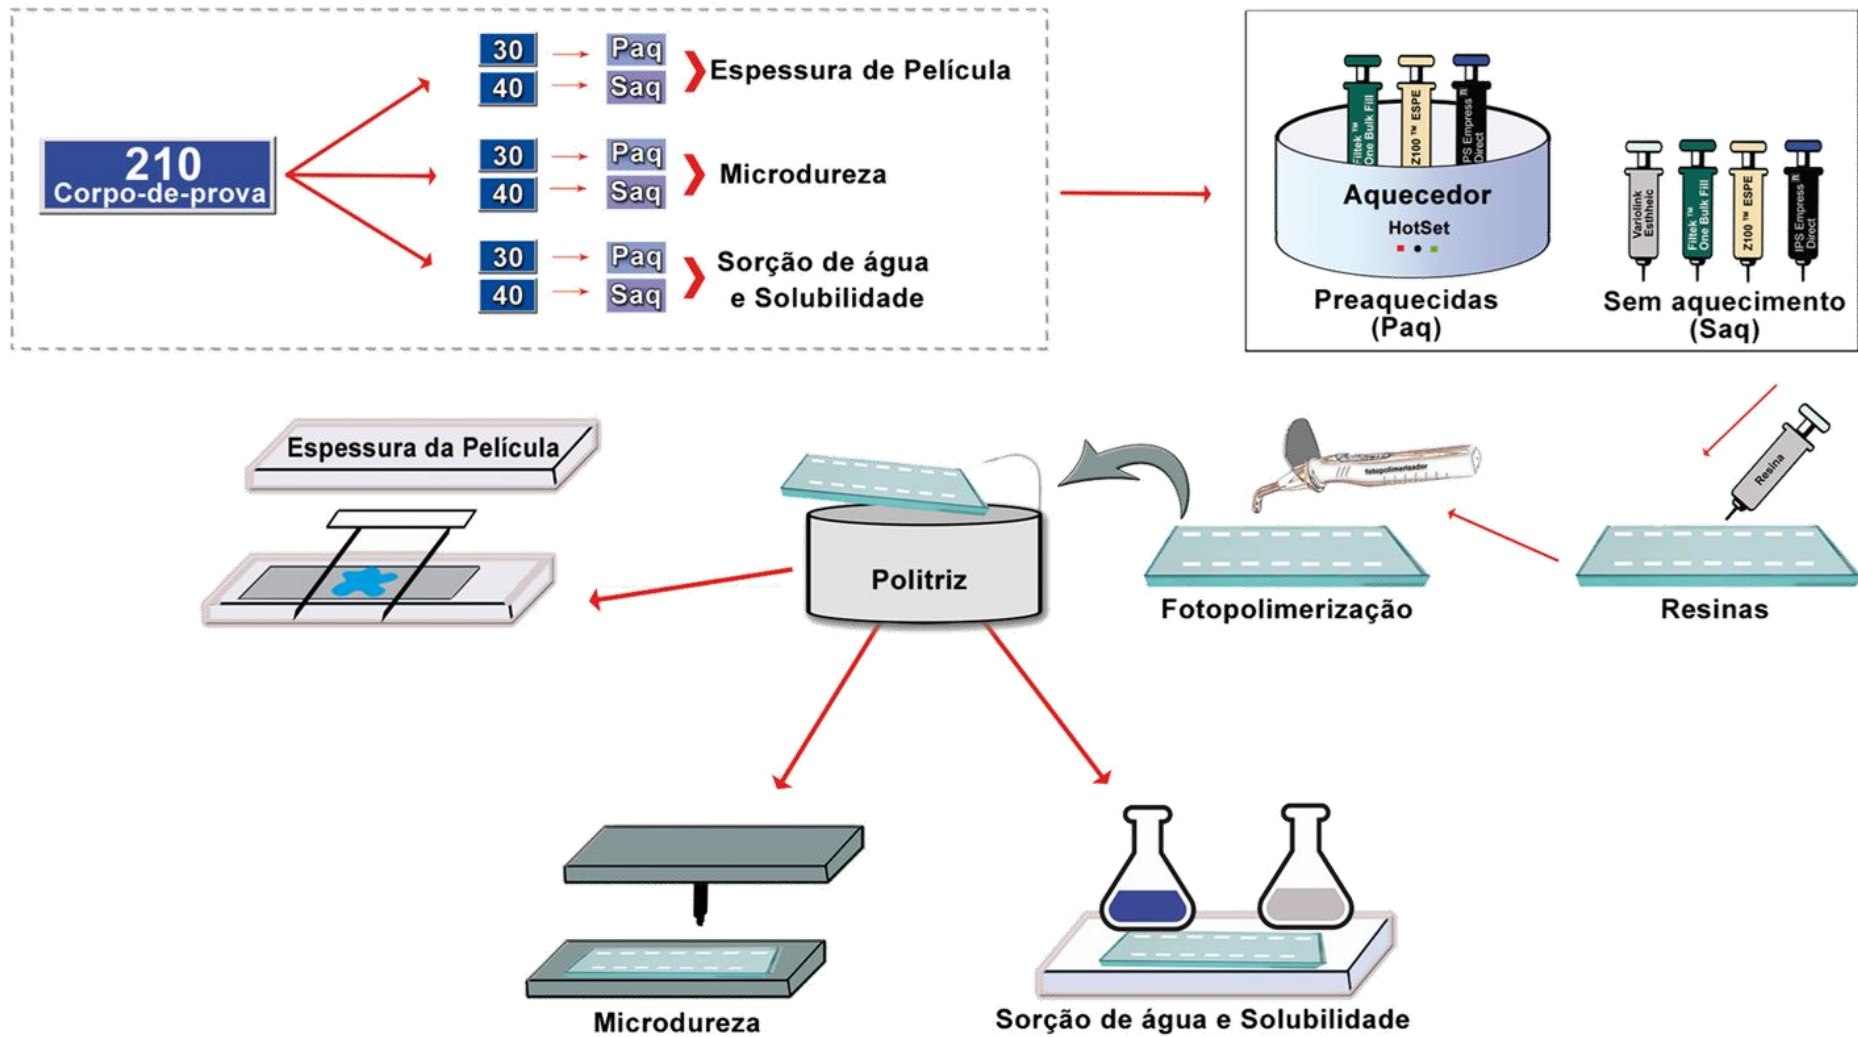 210
Corpo-de-prova
30
Paq
40
Saq
Espessura de Película
30
Paq
40
Saq
Microdureza
30
Paq
40
Saq
Sorção de água
e Solubilidade
Filtek™
One Bulk Fill
Z100™ ESPE
IPS Empress
Direct
Aquecedor
HotSet
Preaquecidas
(Paq)
Variolink
Esthheic
Filtek™
One Bulk Fill
Z100™ ESPE
IPS Empress
Direct
Sem aquecimento
(Saq)
Espessura da Película
Politriz
fotopolimerizador
Fotopolimerização
Resina
Resinas
Microdureza
Sorção de água e Solubilidade